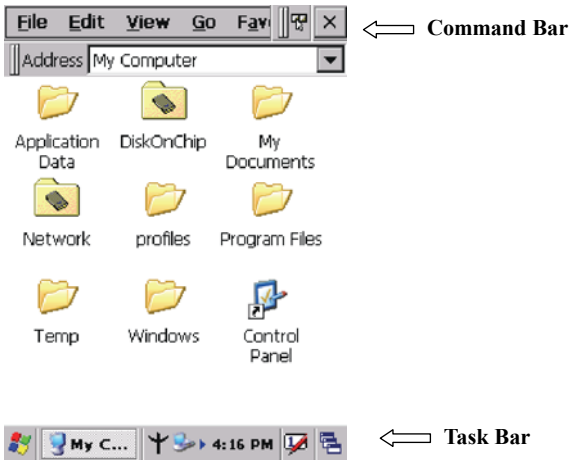 File Edit View Go Fav
Command Bar
Address My Computer
Application Data
DiskOnChip
My Documents
Network
profiles
Program Files
Temp
Windows
Control Panel
My C... 4:16 PM
Task Bar